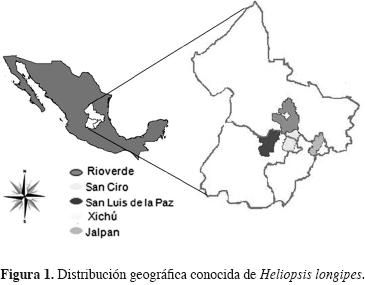 N
Rioverde
San Ciro
San Luis de la Paz
Xichú
Jalpan
Figura 1. Distribución geográfica conocida de Heliopsis longipes.